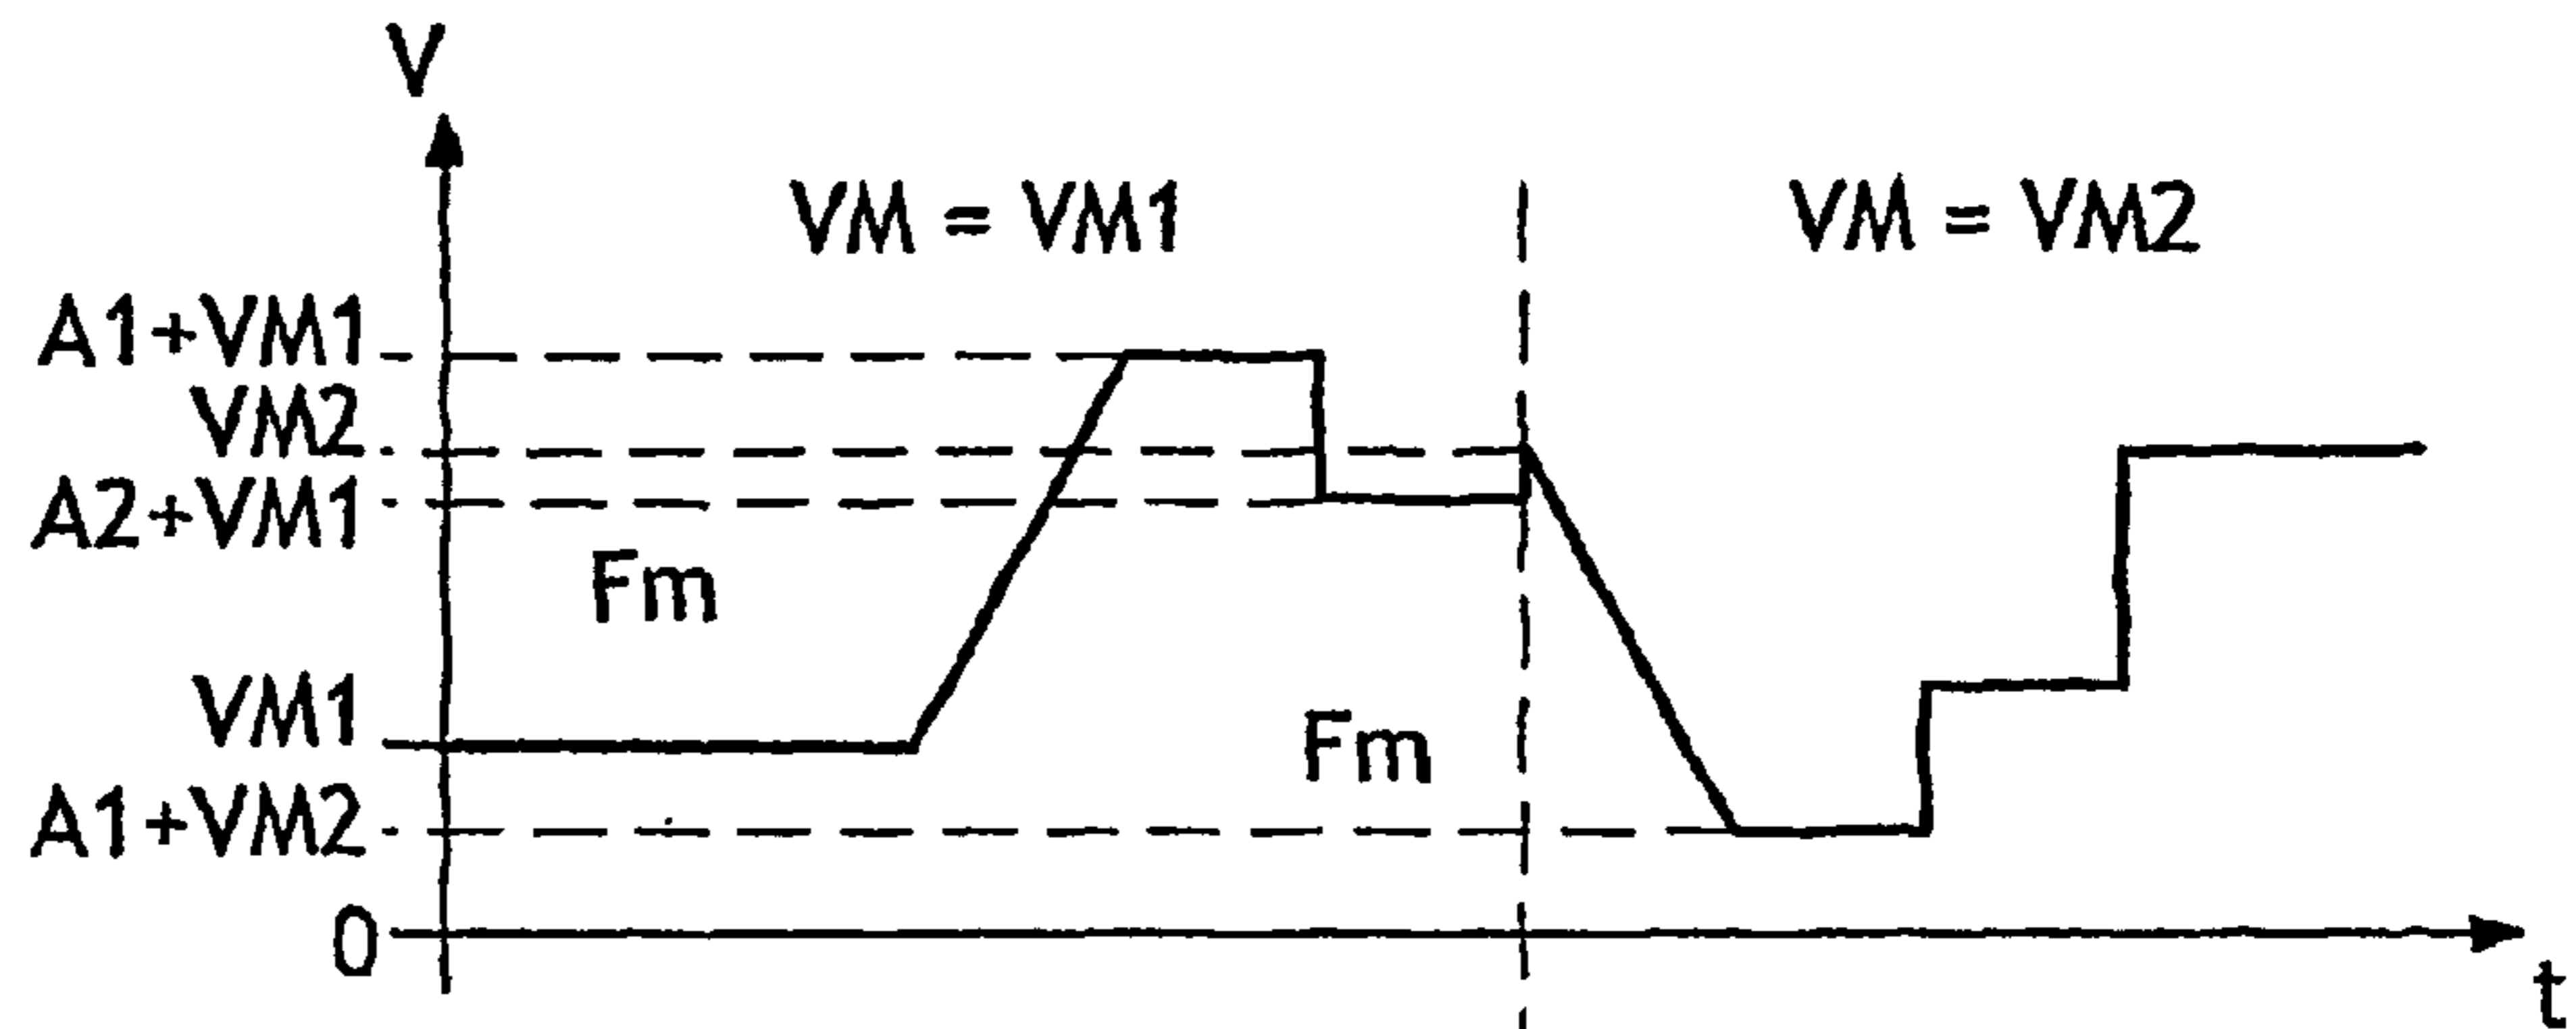 V
VM = VM1
VM = VM2
A1+VM1
VM2
A2+VM1
Fm
VM1
Fm
A1+VM2
0
t